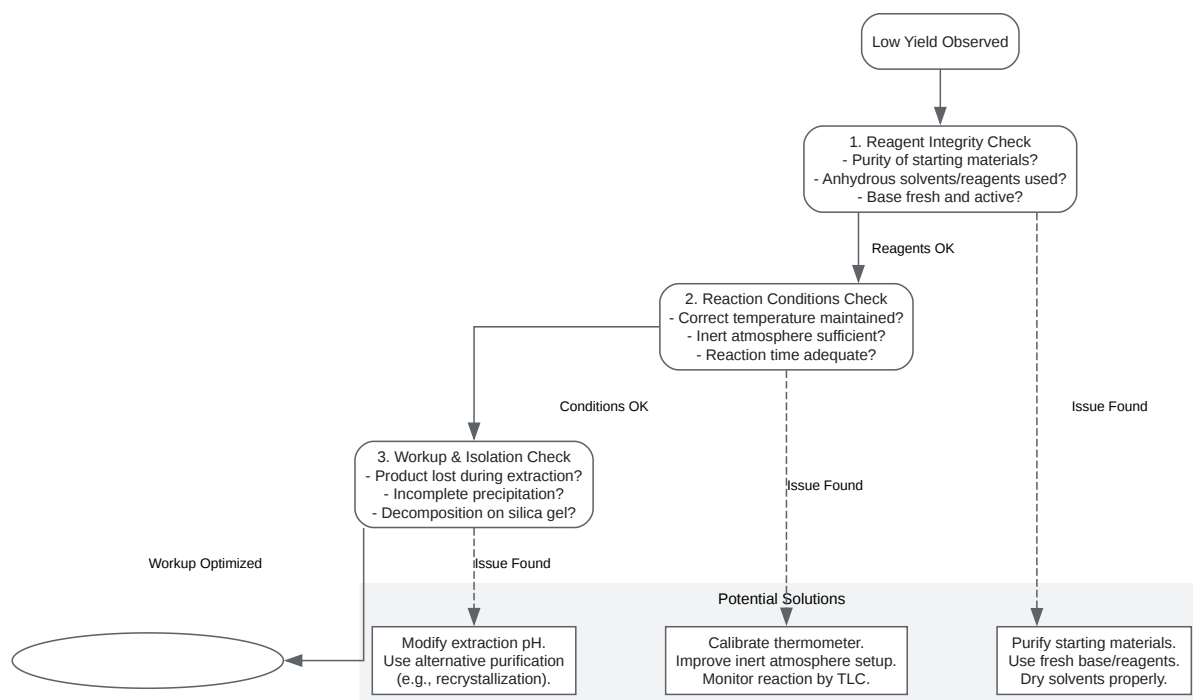 Low Yield Observed
1. Reagent Integrity Check
- Purity of starting materials?
- Anhydrous solvents/reagents used?
- Base fresh and active?
Reagents OK
2. Reaction Conditions Check
- Correct temperature maintained?
- Inert atmosphere sufficient?
- Reaction time adequate?
Conditions OK
Issue Found
3. Workup & Isolation Check
- Product lost during extraction?
- Incomplete precipitation?
- Decomposition on silica gel?
Issue Found
Workup Optimized
Issue Found
Potential Solutions
Modify extraction pH.
Use alternative purification
(e.g., recrystallization).
Calibrate thermometer.
Improve inert atmosphere setup.
Monitor reaction by TLC.
Purify starting materials.
Use fresh base/reagents.
Dry solvents properly.